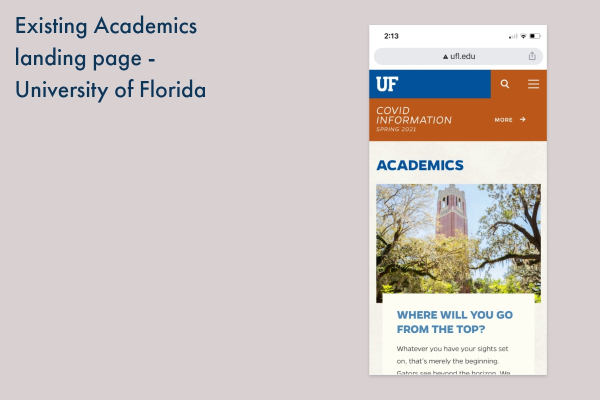 Existing Academics
landing page -
University of Florida
2:13
ufl.edu
UF
COVID
INFORMATION
SPRING 2021
MORE
ACADEMICS
WHERE WILL YOU GO
FROM THE TOP?
Whatever you have your sights set
on, that's merely the beginning.
Gators see beyond the horizon. We